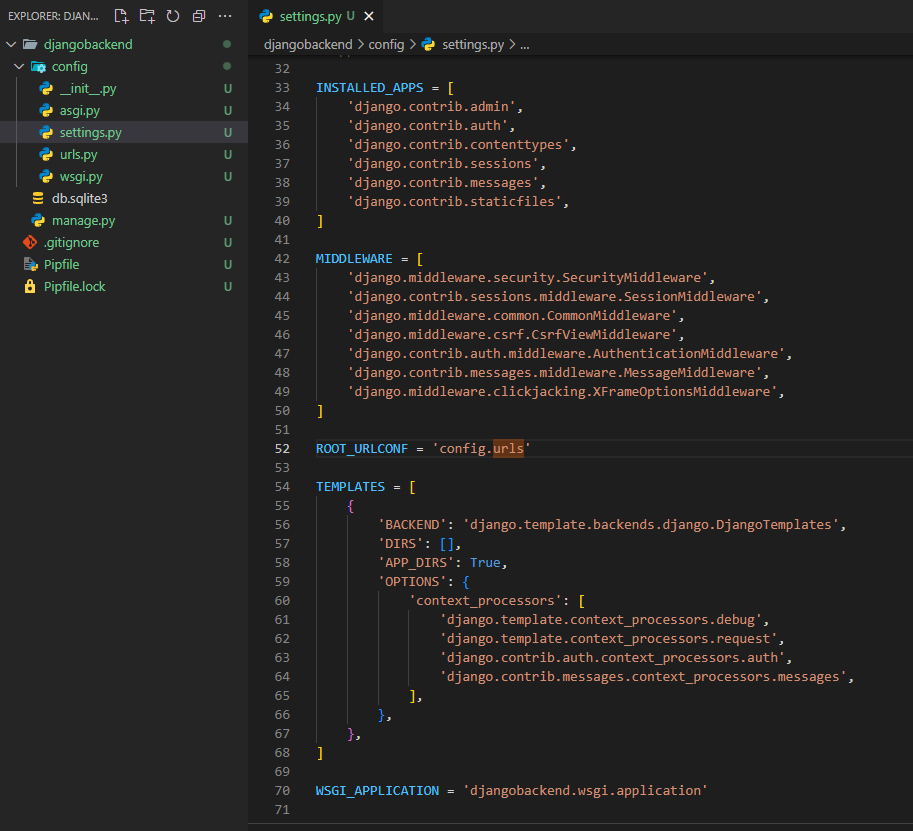 EXPLORER: DJAN...
djangobackend
config
__init__.py U
asgi.py U
settings.py U
urls.py U
wsgi.py U
db.sqlite3
manage.py U
.gitignore U
Pipfile U
Pipfile.lock U
settings.py U
djangobackend > config > settings.py > ...
32
33 INSTALLED_APPS = [
34     'django.contrib.admin',
35     'django.contrib.auth',
36     'django.contrib.contenttypes',
37     'django.contrib.sessions',
38     'django.contrib.messages',
39     'django.contrib.staticfiles',
40 ]
41
42 MIDDLEWARE = [
43     'django.middleware.security.SecurityMiddleware',
44     'django.contrib.sessions.middleware.SessionMiddleware',
45     'django.middleware.common.CommonMiddleware',
46     'django.middleware.csrf.CsrfViewMiddleware',
47     'django.contrib.auth.middleware.AuthenticationMiddleware',
48     'django.contrib.messages.middleware.MessageMiddleware',
49     'django.middleware.clickjacking.XFrameOptionsMiddleware',
50 ]
51
52 ROOT_URLCONF = 'config.urls'
53
54 TEMPLATES = [
55     {
56         'BACKEND': 'django.template.backends.django.DjangoTemplates',
57         'DIRS': [],
58         'APP_DIRS': True,
59         'OPTIONS': {
60             'context_processors': [
61                 'django.template.context_processors.debug',
62                 'django.template.context_processors.request',
63                 'django.contrib.auth.context_processors.auth',
64                 'django.contrib.messages.context_processors.messages',
65             ],
66         },
67     },
68 ]
69
70 WSGI_APPLICATION = 'djangobackend.wsgi.application'
71